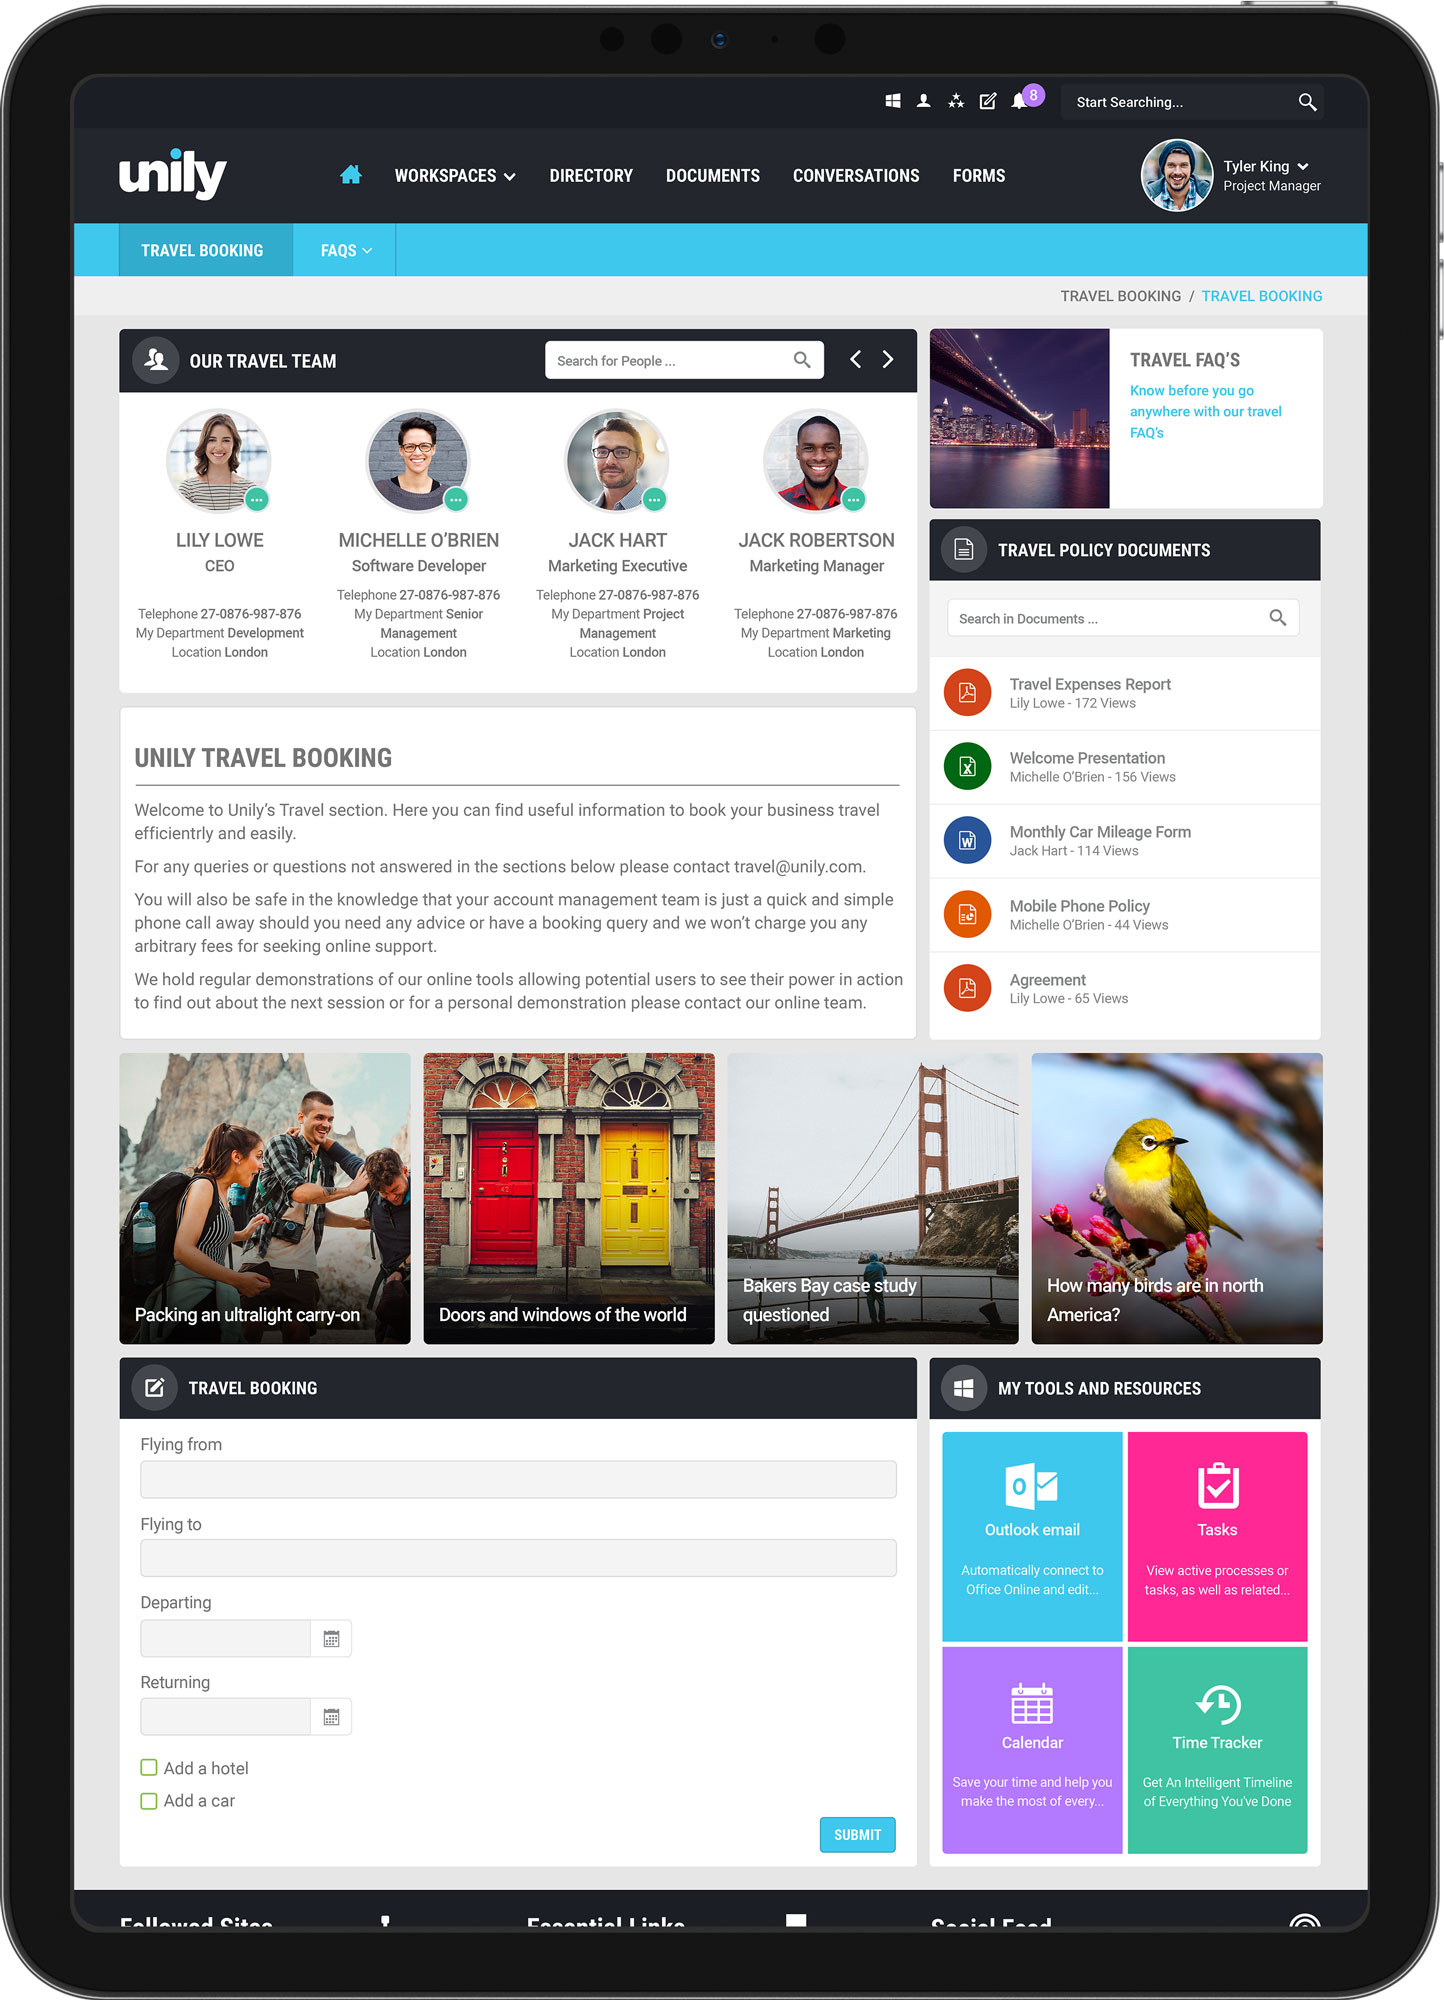 8
Start Searching...
unily
WORKSPACES
DIRECTORY
DOCUMENTS
CONVERSATIONS
FORMS
Tyler King
Project Manager
TRAVEL BOOKING
FAQS
TRAVEL BOOKING / TRAVEL BOOKING
OUR TRAVEL TEAM
Search for People ...
LILY LOWE
CEO
Telephone 27-0876-987-876
My Department Development
Location London
MICHELLE O'BRIEN
Software Developer
Telephone 27-0876-987-876
My Department Senior
Management
Location London
JACK HART
Marketing Executive
Telephone 27-0876-987-876
My Department Project
Management
Location London
JACK ROBERTSON
Marketing Manager
Telephone 27-0876-987-876
My Department Marketing
Location London
TRAVEL FAQ'S
Know before you go
anywhere with our travel
FAQ's
TRAVEL POLICY DOCUMENTS
Search in Documents ...
Travel Expenses Report
Lily Lowe - 172 Views
Welcome Presentation
Michelle O'Brien - 156 Views
Monthly Car Mileage Form
Jack Hart - 114 Views
Mobile Phone Policy
Michelle O'Brien - 44 Views
Agreement
Lily Lowe - 65 Views
UNILY TRAVEL BOOKING
Welcome to Unily's Travel section. Here you can find useful information to book your business travel
efficientrly and easily.
For any queries or questions not answered in the sections below please contact travel@unily.com.
You will also be safe in the knowledge that your account management team is just a quick and simple
phone call away should you need any advice or have a booking query and we won't charge you any
arbitrary fees for seeking online support.
We hold regular demonstrations of our online tools allowing potential users to see their power in action
to find out about the next session or for a personal demonstration please contact our online team.
Packing an ultralight carry-on
Doors and windows of the world
Bakers Bay case study
questioned
How many birds are in north
America?
TRAVEL BOOKING
Flying from
Flying to
Departing
Returning
Add a hotel
Add a car
SUBMIT
MY TOOLS AND RESOURCES
Outlook email
Automatically connect to
Office Online and edit...
Tasks
View active processes or
tasks, as well as related...
Calendar
Save your time and help you
make the most of every...
Time Tracker
Get An Intelligent Timeline
of Everything You've Done
Followed Sites
Essential Links
Social Feed